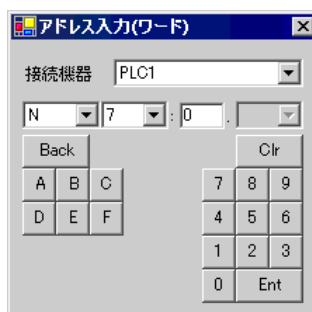 アドレス入力(ワード)
接続機器 PLC1
N 7 : 0 .
Back Clr
A B C 7 8 9
D E F 4 5 6
1 2 3
0 Ent